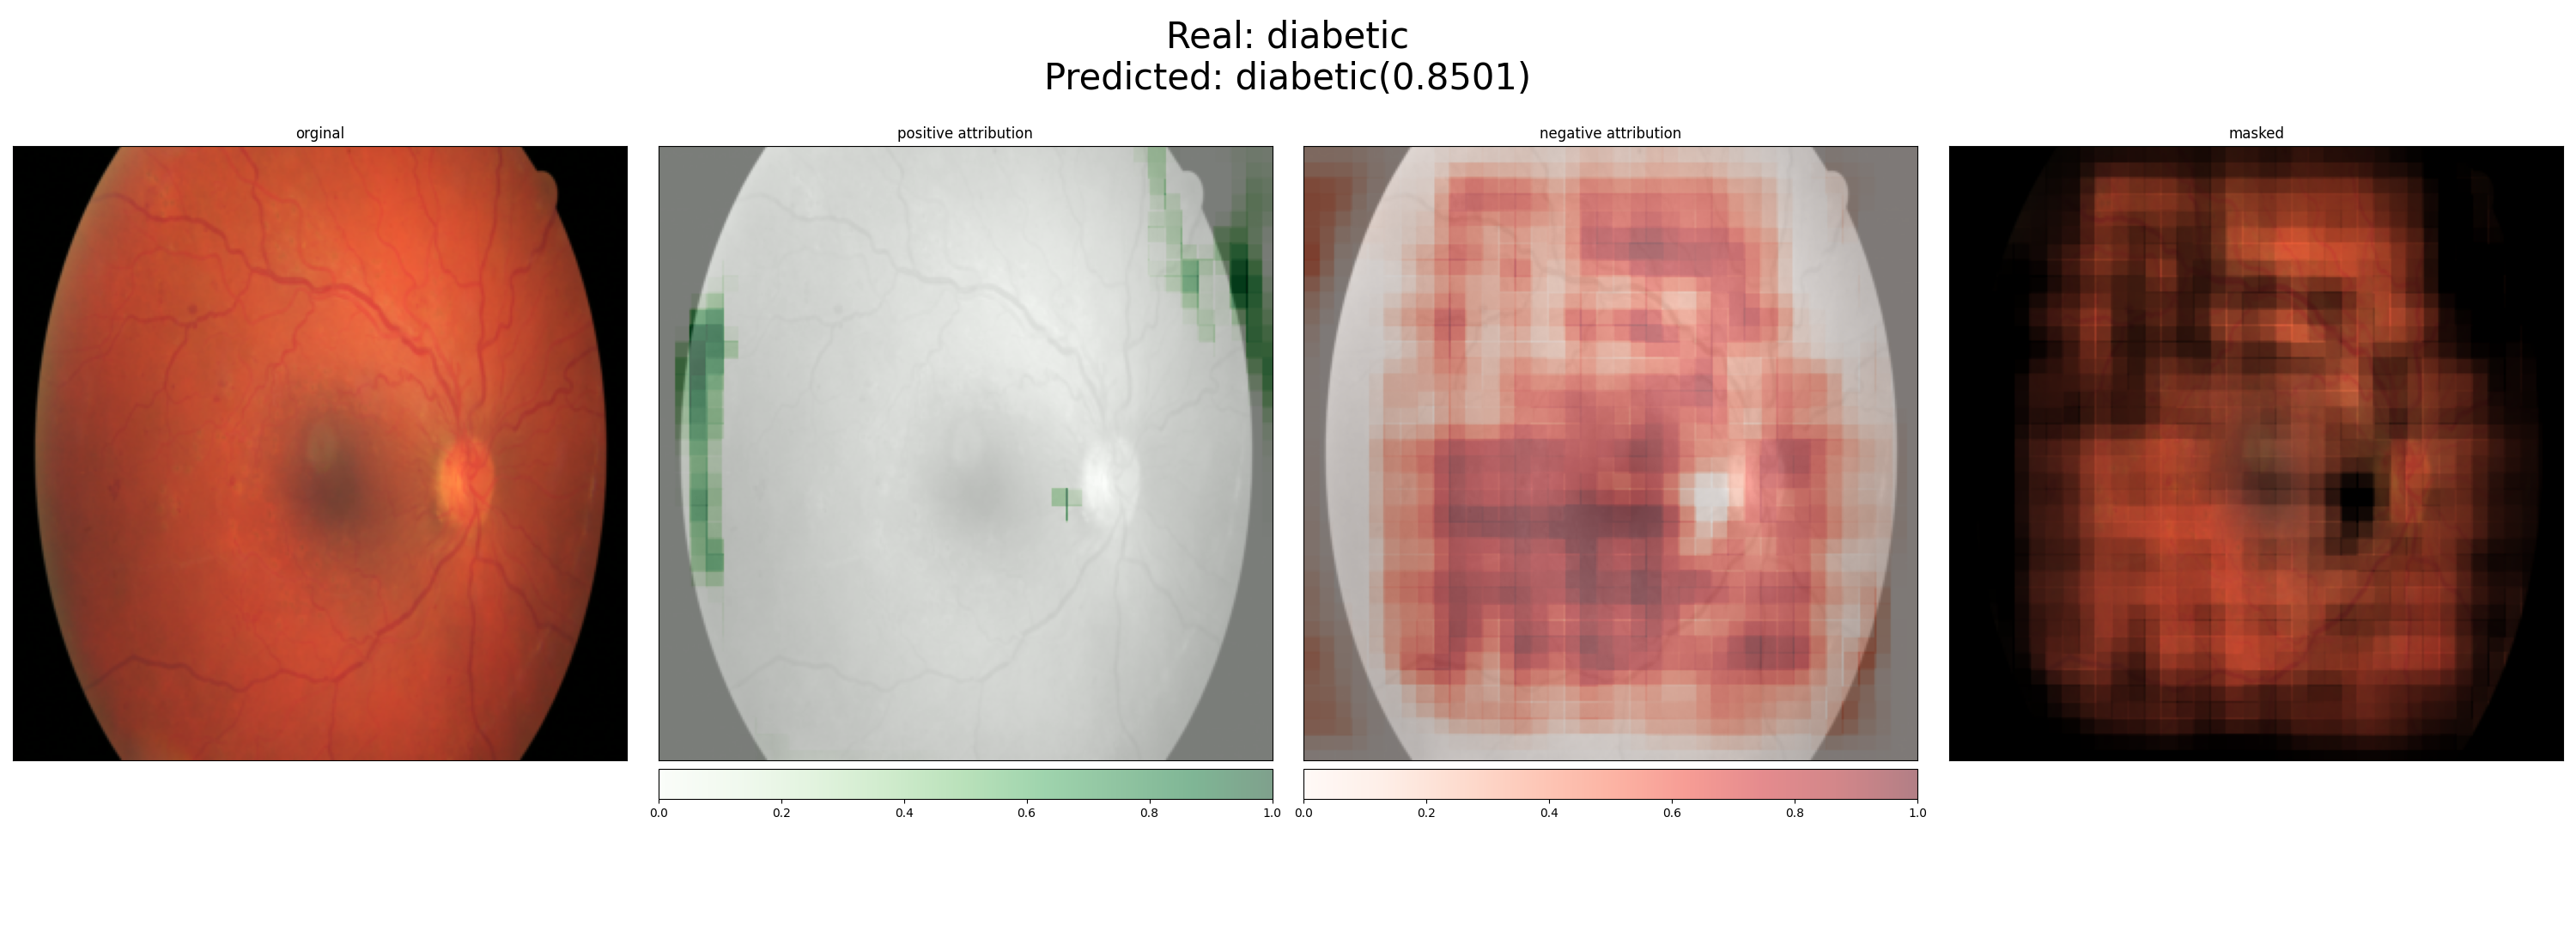 Real: diabetic
Predicted: diabetic(0.8501)
orginal
positive attribution
negative attribution
masked
0.0 0.2 0.4 0.6 0.8 1.0
0.0 0.2 0.4 0.6 0.8 1.0